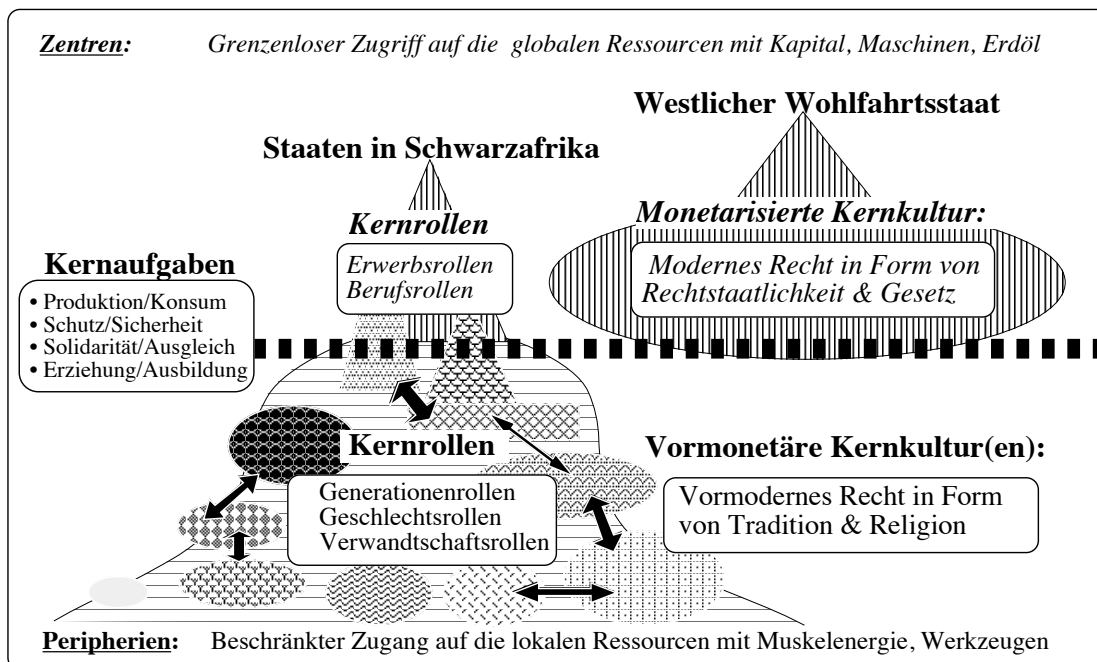 Zentren: Grenzenloser Zugriff auf die globalen Ressourcen mit Kapital, Maschinen, Erdöl
Westlicher Wohlfahrtsstaat
Staaten in Schwarzafrika
Kernrollen
Erwerbsrollen
Berufsrollen
Monetarisierte Kernkultur:
Modernes Recht in Form von
Rechtstaatlichkeit & Gesetz
Kernaufgaben
• Produktion/Konsum
• Schutz/Sicherheit
• Solidarität/Ausgleich
• Erziehung/Ausbildung
Kernrollen
Generationenrollen
Geschlechtsrollen
Verwandtschaftsrollen
Vormonetäre Kernkultur(en):
Vormodernes Recht in Form
von Tradition & Religion
Peripherien: Beschränkter Zugang auf die lokalen Ressourcen mit Muskelenergie, Werkzeugen